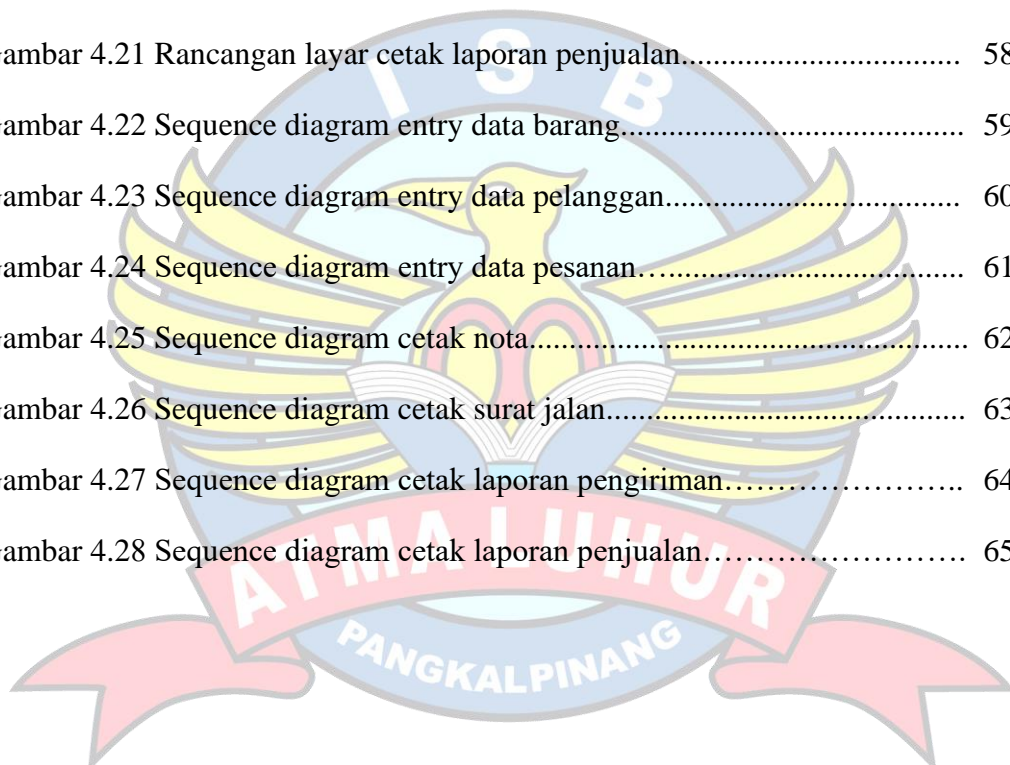 ambar 4.21 Rancangan layar cetak laporan penjualan.................................. 58
ambar 4.22 Sequence diagram entry data barang......................................... 59
ambar 4.23 Sequence diagram entry data pelanggan.................................... 60
ambar 4.24 Sequence diagram entry data pesanan…..................................... 61
ambar 4.25 Sequence diagram cetak nota..................................................... 62
ambar 4.26 Sequence diagram cetak surat jalan........................................... 63
ambar 4.27 Sequence diagram cetak laporan pengiriman………………….. 64
ambar 4.28 Sequence diagram cetak laporan penjualan……………………. 65
I S B
ATMA LUHUR
PANGKALPINANG